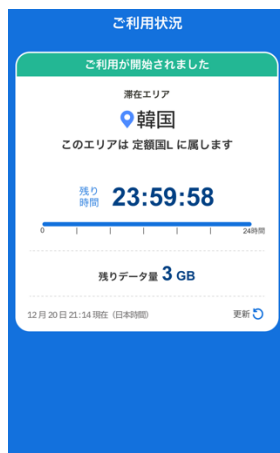 ご利用状況
ご利用が開始されました
滞在エリア
韓国
このエリアは 定額国L に属します
残り時間 23:59:58
0 24時間
残りデータ量 3 GB
12月20日 21:14 現在（日本時間） 更新